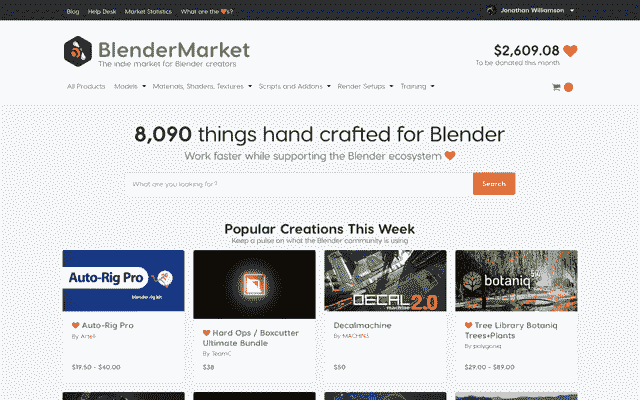 Blog Help Desk Market Statistics What are the ♥s? Jonathan Williamson
BlenderMarket
The indie market for Blender creators
$2,609.08
To be donated this month
All Products Models Materials, Shaders, Textures Scripts and Addons Render Setups Training
8,090 things hand crafted for Blender
Work faster while supporting the Blender ecosystem
What are you looking for?
Search
Popular Creations This Week
Keep a pulse on what the Blender community is using
Auto-Rig Pro
blender rig kit
DECAL
machine 2.0
botaniq
Auto-Rig Pro
By Artell
$19.50 - $40.00
Hard Ops / Boxcutter
Ultimate Bundle
By TeamC
$38
Decalmachine
By MACHIN3
$50
Tree Library Botaniq
Trees+Plants
By polygoniq
$29.00 - $89.00